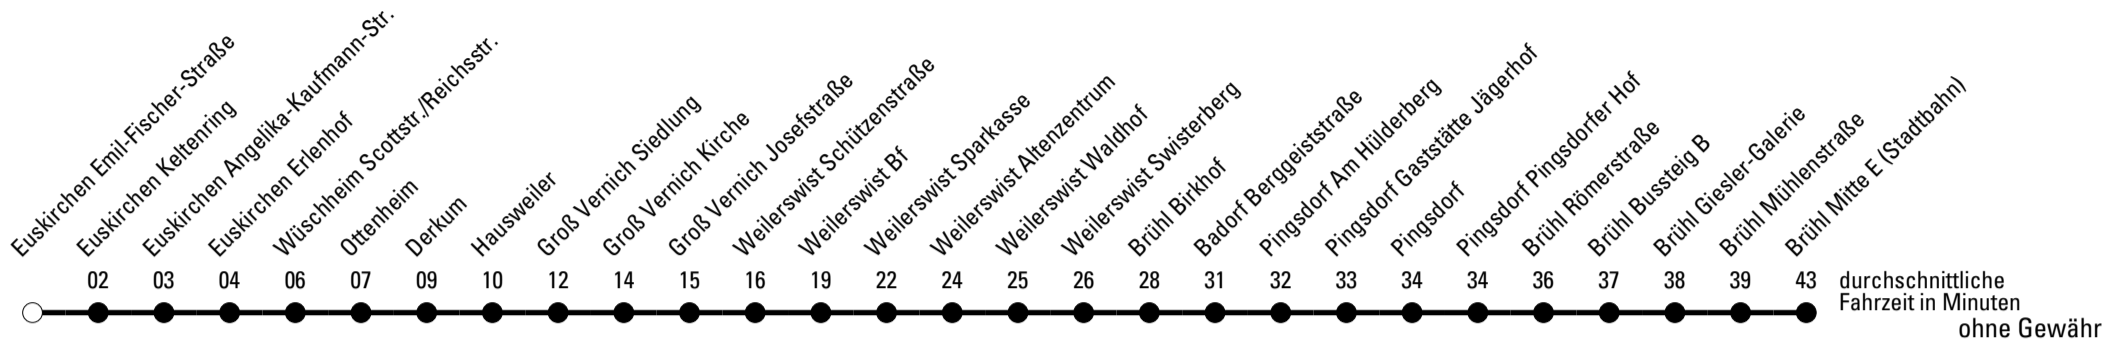 Euskirchen Emil-Fischer-Straße
Euskirchen Keltenring
Euskirchen Angelika-Kaufmann-Str.
Euskirchen Erlenhof
Wüschheim Scottstr./Reichsstr.
Ottenheim
Derkum
Hausweiler
Groß Vernich Siedlung
Groß Vernich Kirche
Groß Vernich Josefstraße
Weilerswist Schützenstraße
Weilerswist Bf
Weilerswist Sparkasse
Weilerswist Altenzentrum
Weilerswist Waldhof
Weilerswist Swisterberg
Brühl Birkhof
Badorf Berggeiststraße
Pingsdorf Am Hülderberg
Pingsdorf Gaststätte Jägerhof
Pingsdorf
Pingsdorf Pingsdorfer Hof
Brühl Römerstraße
Brühl Bussteig B
Brühl Giesler-Galerie
Brühl Mühlenstraße
Brühl Mitte E (Stadtbahn)
02 03 04 06 07 09 10 12 14 15 16 19 22 24 25 26 28 31 32 33 34 34 36 37 38 39 43
durchschnittliche
Fahrzeit in Minuten
ohne Gewähr